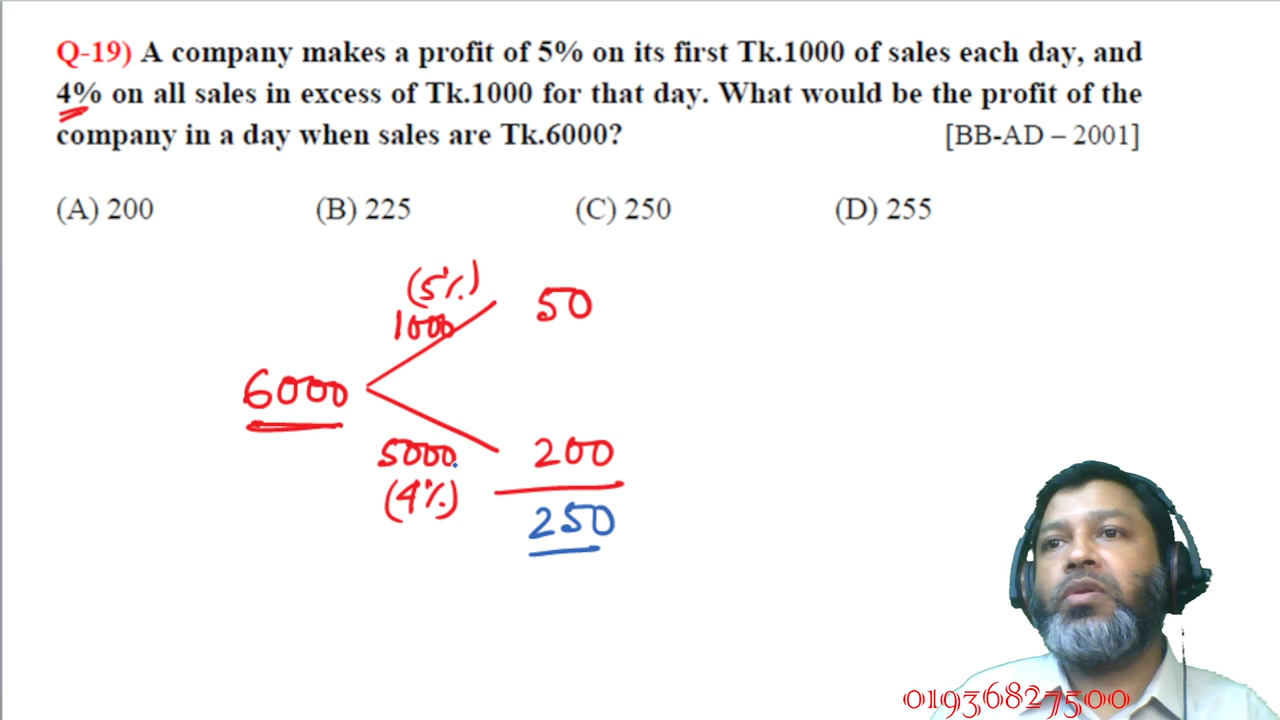 Q-19) A company makes a profit of 5% on its first Tk.1000 of sales each day, and
4% on all sales in excess of Tk.1000 for that day. What would be the profit of the
company in a day when sales are Tk.6000? [BB-AD – 2001]
(A) 200 (B) 225 (C) 250 (D) 255
(5%)
1000 50
6000
5000 200
(4%)
250
01936827500